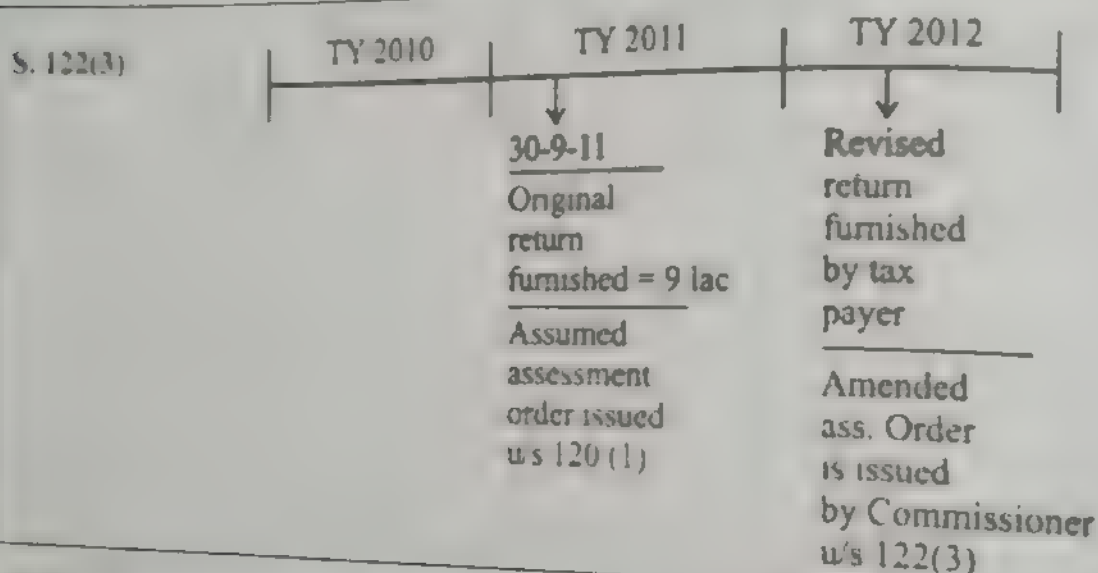 S. 122(3)
TY 2010
TY 2011
TY 2012
30-9-11
Original
return
furnished = 9 lac
Assumed
assessment
order issued
u/s 120 (1)
Revised
return
furnished
by tax
payer
Amended
ass. Order
is issued
by Commissioner
u/s 122(3)